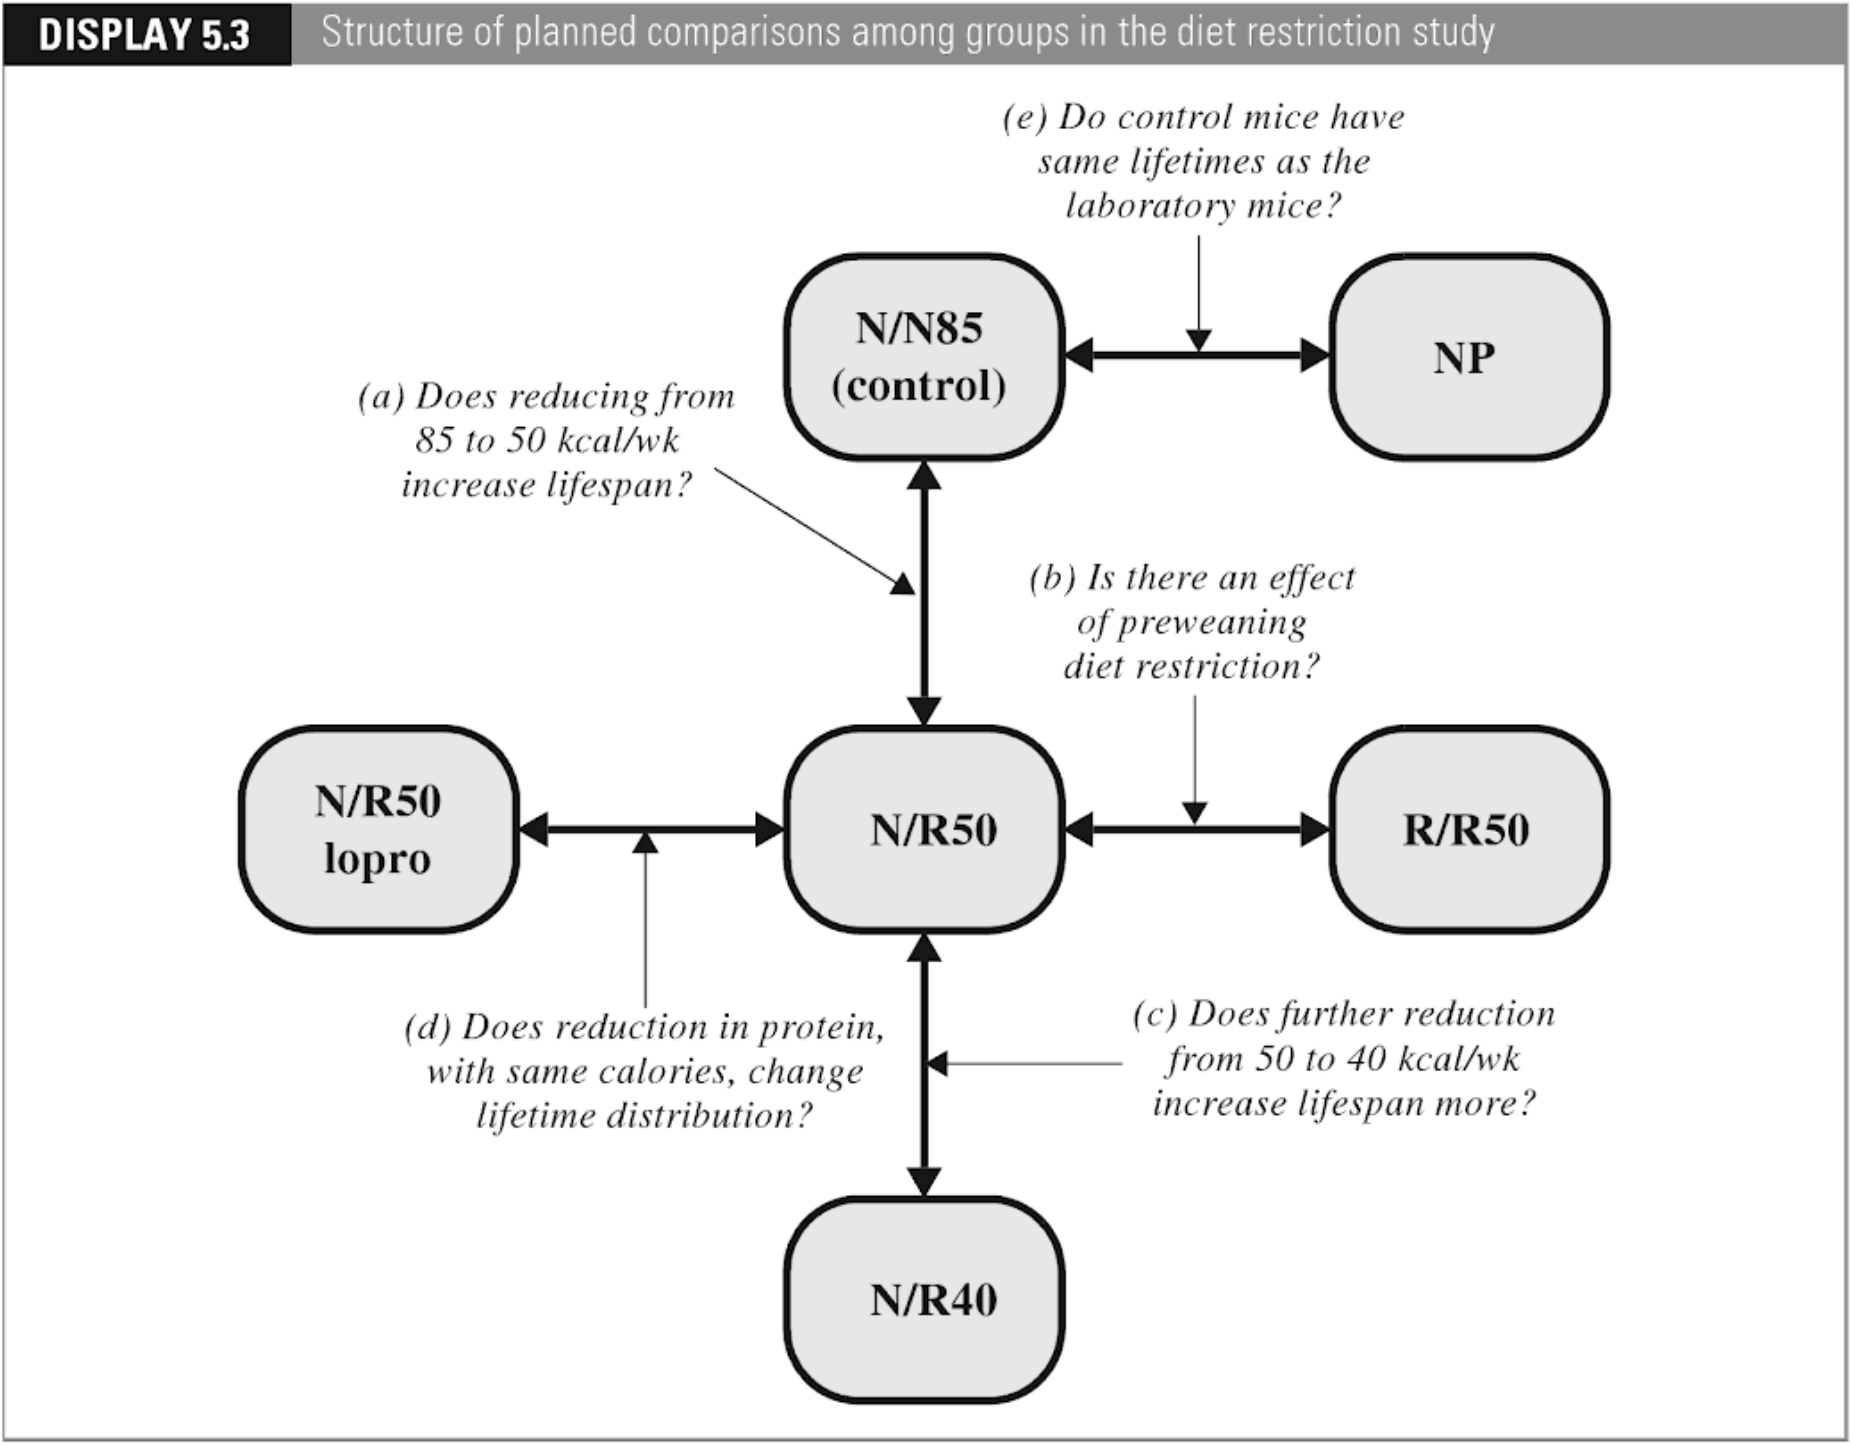 DISPLAY 5.3 Structure of planned comparisons among groups in the diet restriction study
(e) Do control mice have
same lifetimes as the
laboratory mice?
N/N85
(control)
NP
(a) Does reducing from
85 to 50 kcal/wk
increase lifespan?
(b) Is there an effect
of preweaning
diet restriction?
N/R50
lopro
N/R50
R/R50
(d) Does reduction in protein,
with same calories, change
lifetime distribution?
(c) Does further reduction
from 50 to 40 kcal/wk
increase lifespan more?
N/R40